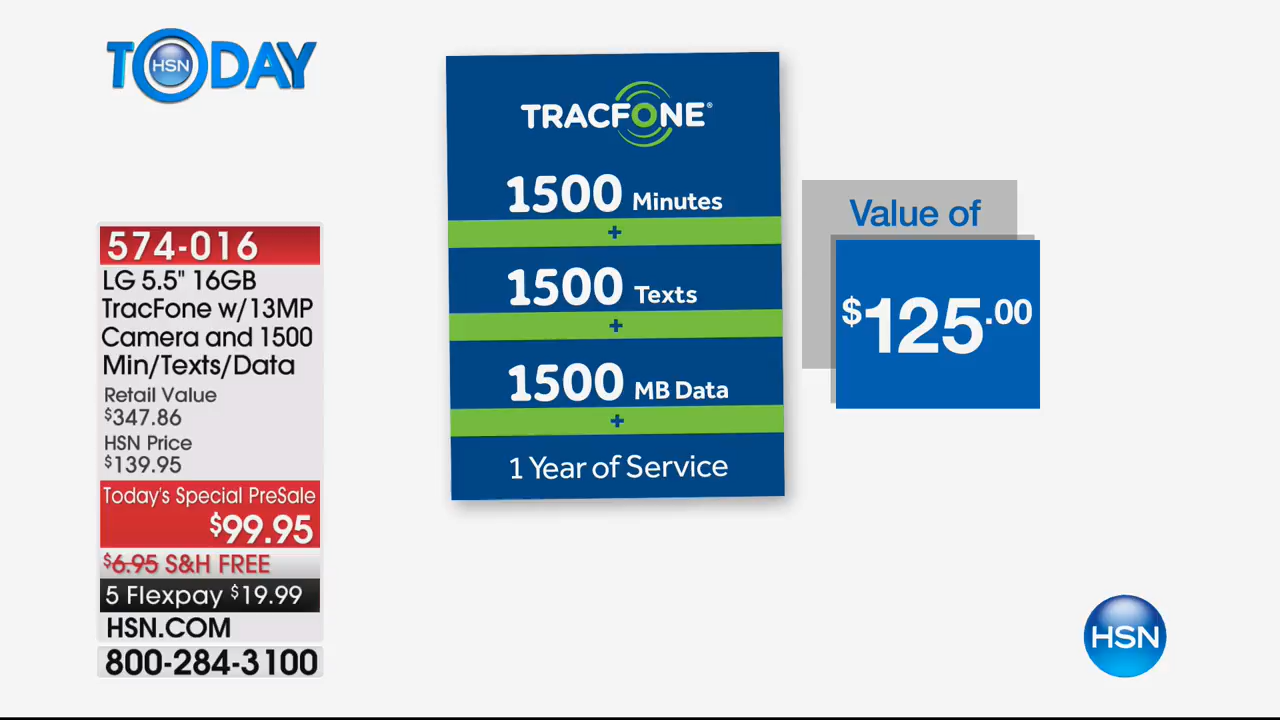 TODAY
HSN
574-016
LG 5.5" 16GB
TracFone w/13MP
Camera and 1500
Min/Texts/Data
Retail Value
$347.86
HSN Price
$139.95
Today's Special PreSale
$99.95
$6.95 S&H FREE
5 Flexpay $19.99
HSN.COM
800-284-3100
TRACFONE®
1500 Minutes
+
1500 Texts
+
1500 MB Data
+
1 Year of Service
Value of
$125.00
HSN